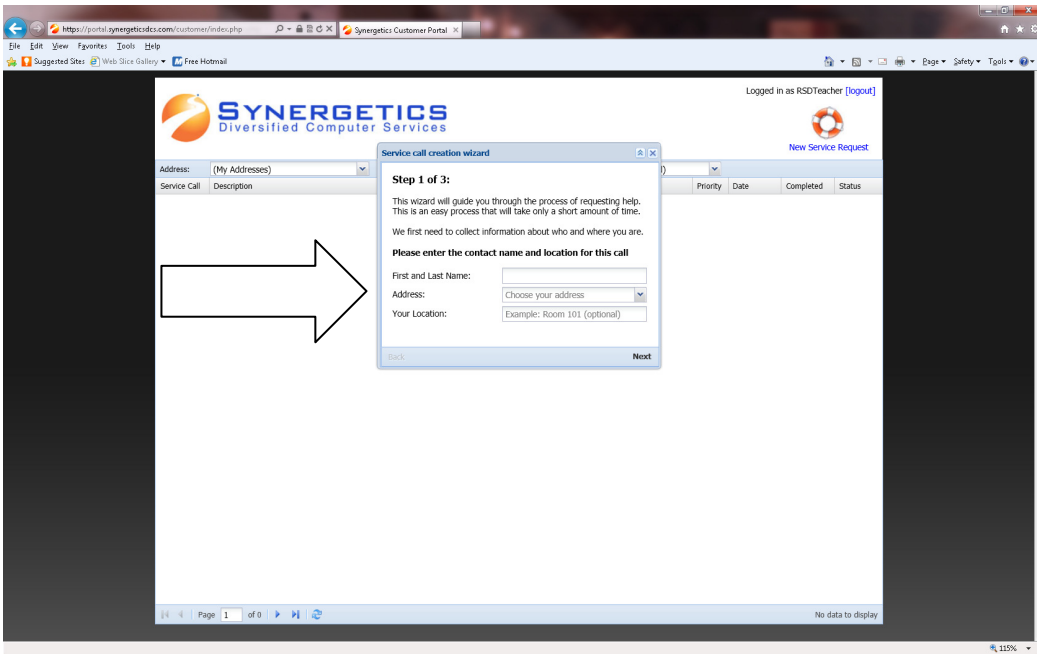 https://portal.synergeticsdcs.com/customer/index.php
Synergetics Customer Portal
File Edit View Favorites Tools Help
Suggested Sites Web Slice Gallery Free Hotmail
Page Safety Tools
Logged in as RSDTeacher [logout]
SYNERGETICS
Diversified Computer Services
New Service Request
Address: (My Addresses)
Service Call Description Priority Date Completed Status
Service call creation wizard
Step 1 of 3:
This wizard will guide you through the process of requesting help.
This is an easy process that will take only a short amount of time.
We first need to collect information about who and where you are.
Please enter the contact name and location for this call
First and Last Name:
Address: Choose your address
Your Location: Example: Room 101 (optional)
Back Next
Page 1 of 0 No data to display
115%